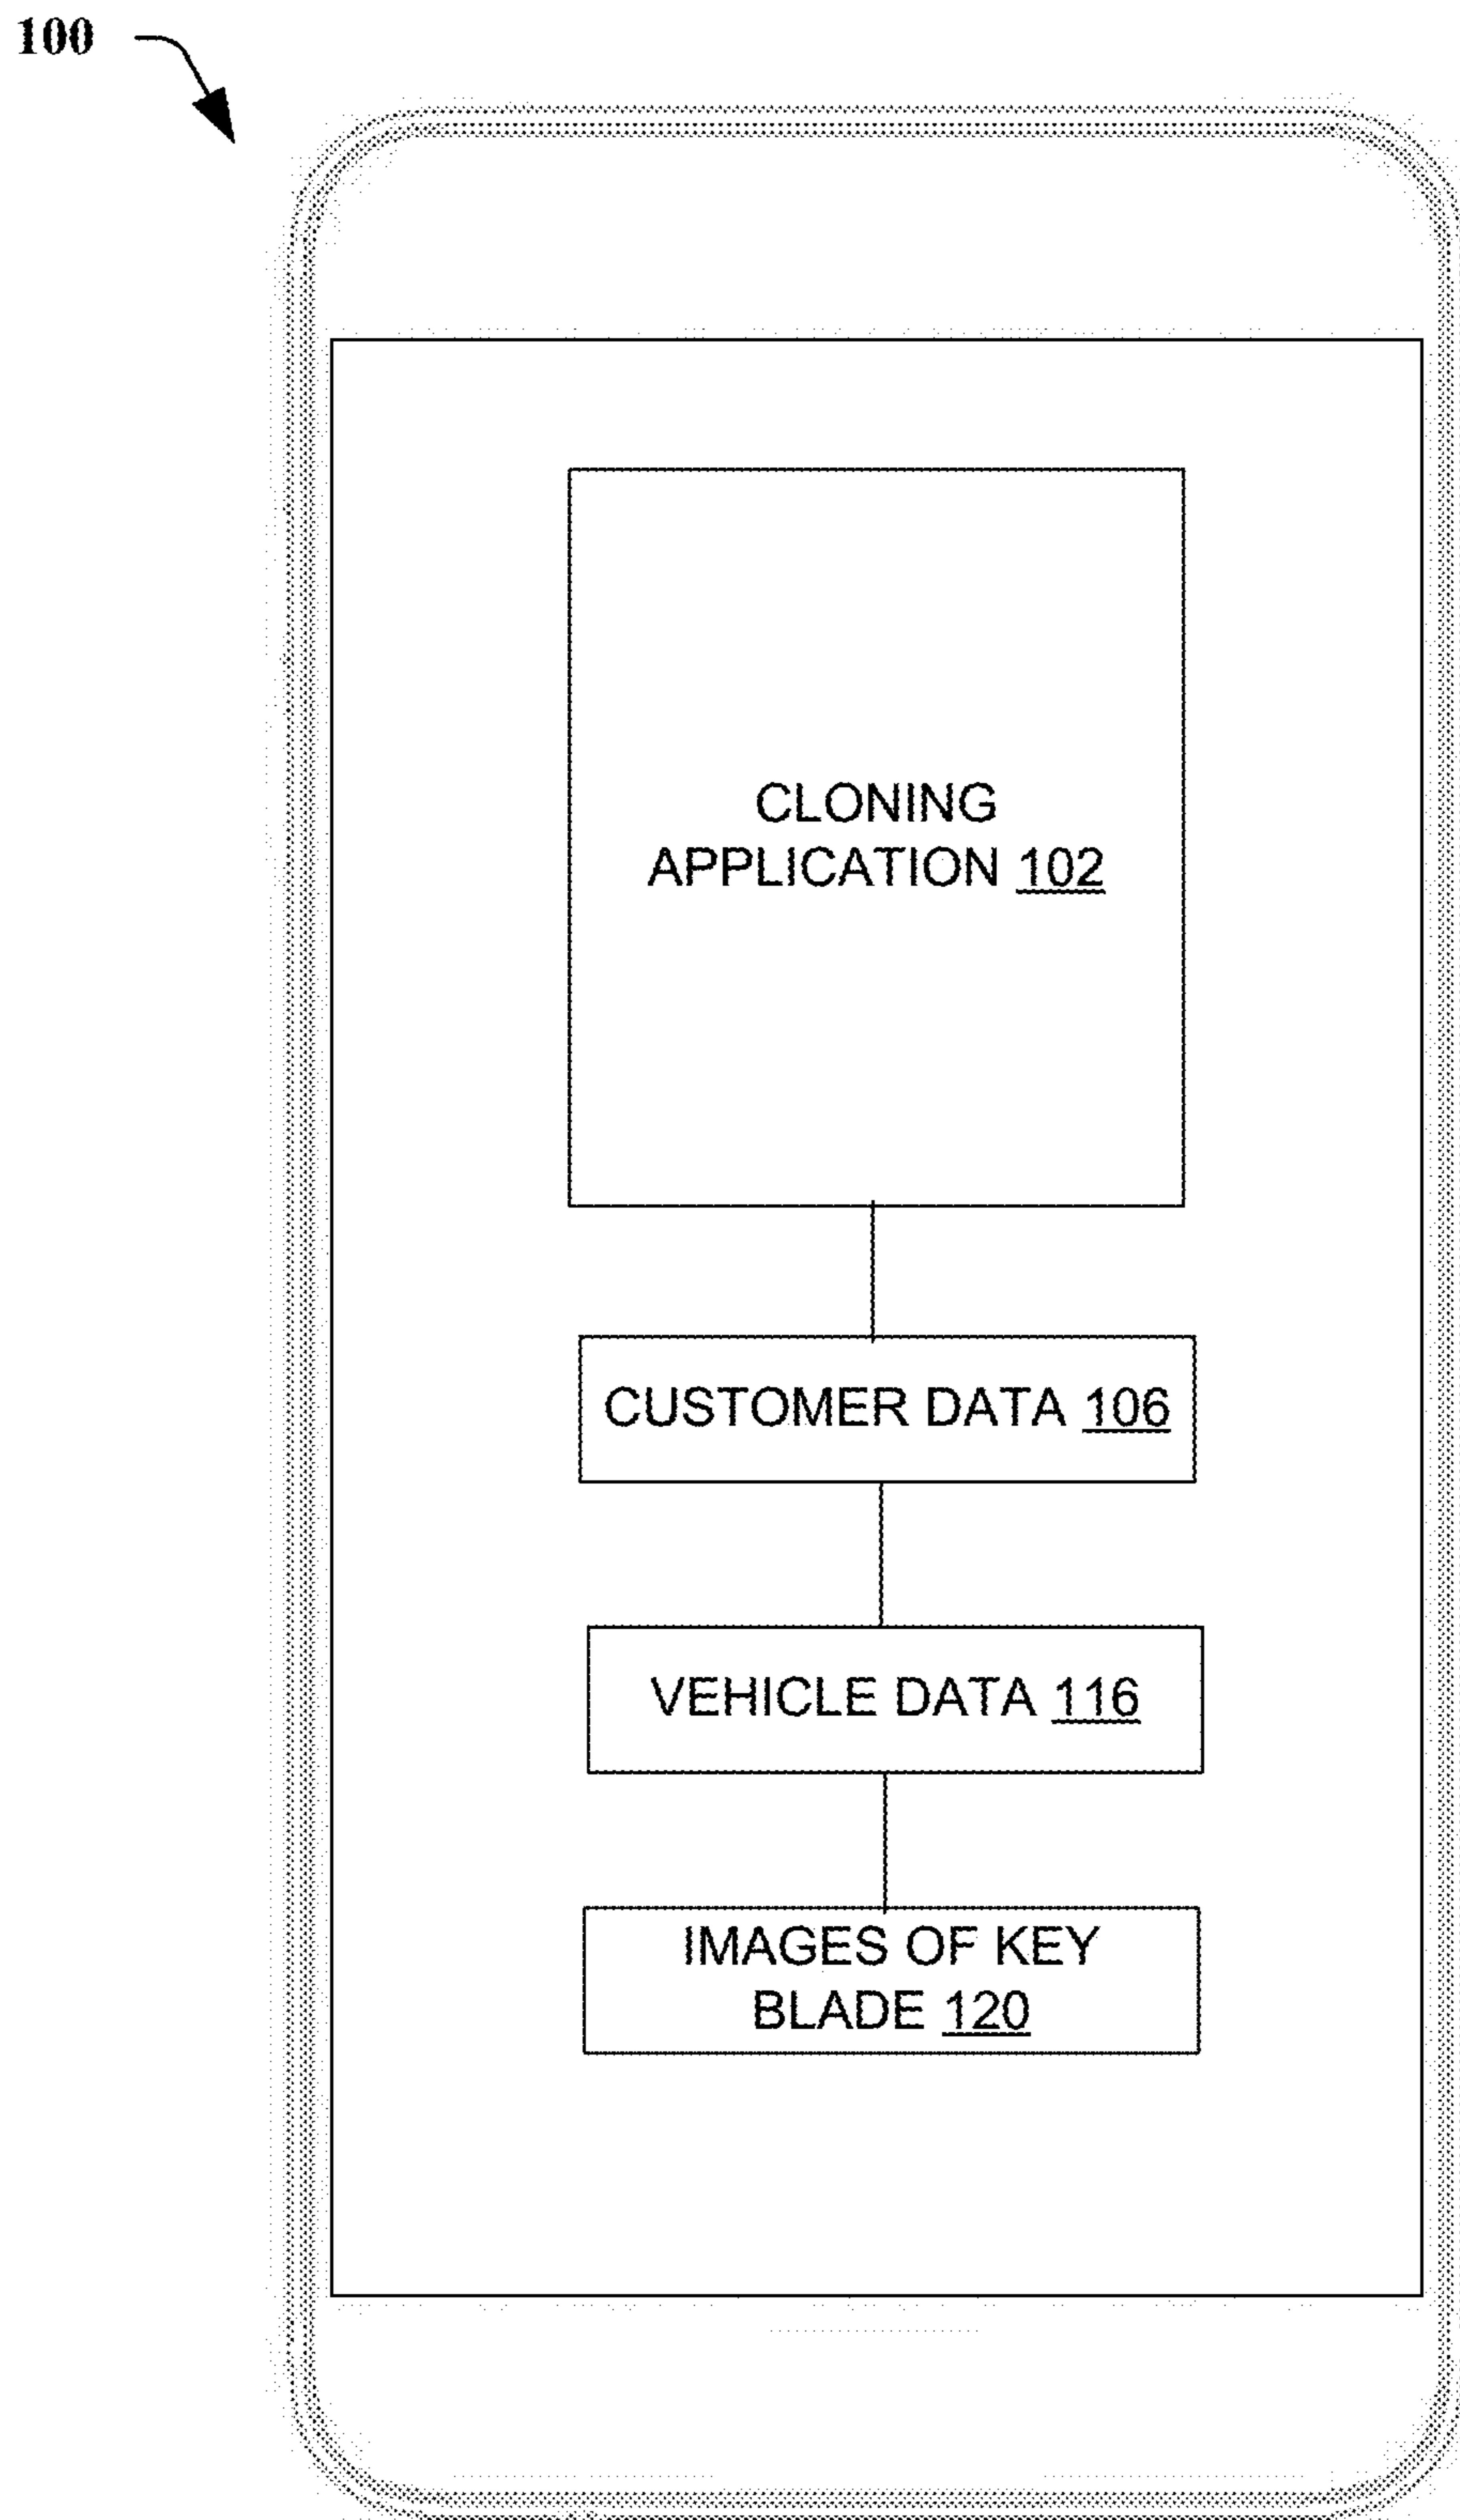 100
CLONING
APPLICATION 102
CUSTOMER DATA 106
VEHICLE DATA 116
IMAGES OF KEY
BLADE 120